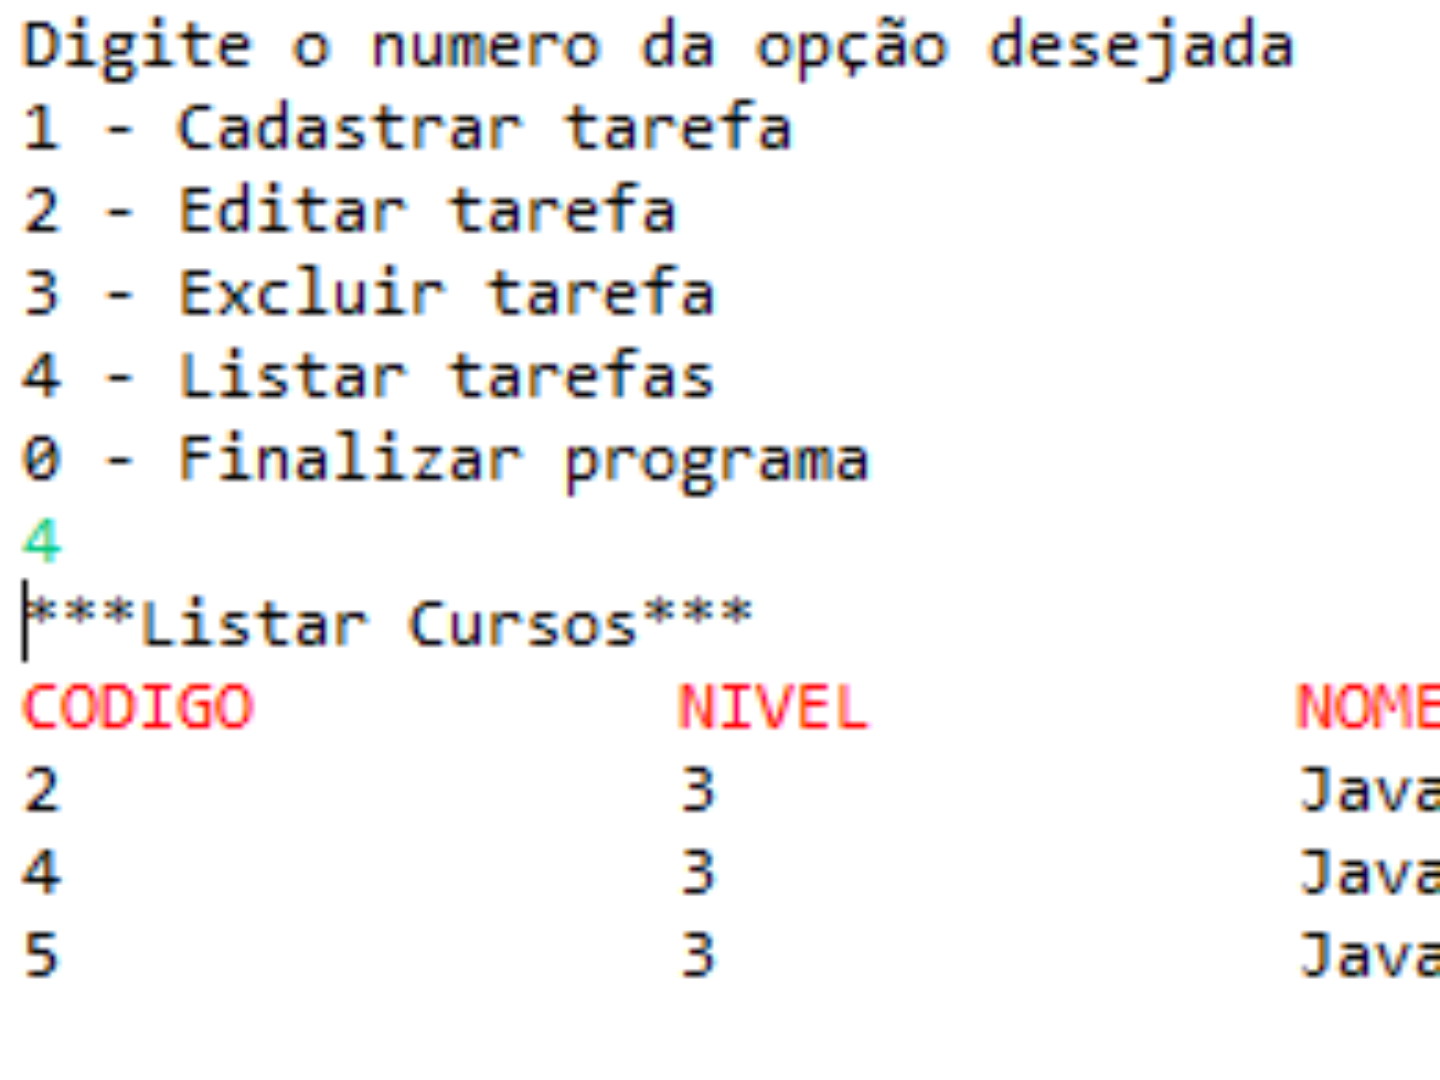 Digite o numero da opção desejada
1 - Cadastrar tarefa
2 - Editar tarefa
3 - Excluir tarefa
4 - Listar tarefas
0 - Finalizar programa
4
***Listar Cursos***
CODIGO NIVEL NOME
2 3 Java
4 3 Java
5 3 Java